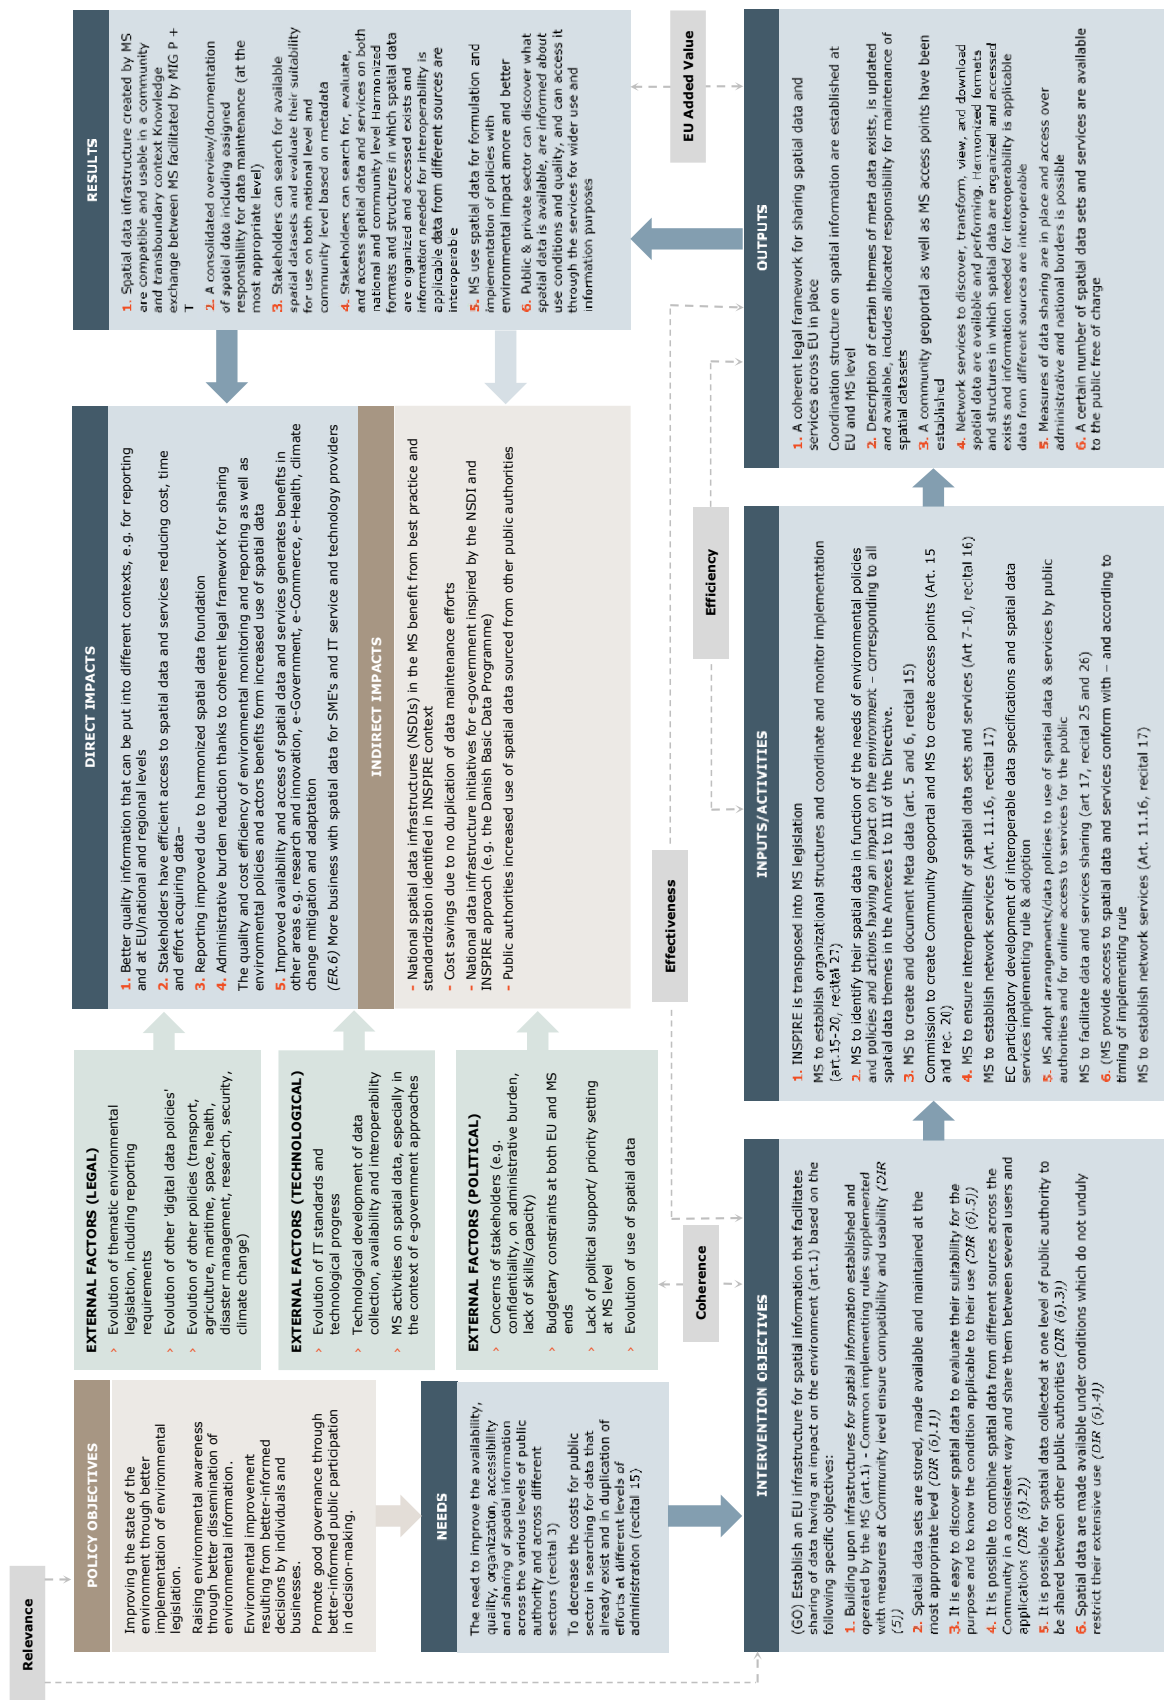 Relevance
POLICY OBJECTIVES
Improving the state of the
environment through better
implementation of environmental
legislation.
Raising environmental awareness
through better dissemination of
environmental information.
Environmental improvement
resulting from better-informed
decisions by individuals and
businesses.
Promote good governance through
better-informed public participation
in decision-making.
NEEDS
The need to improve the availability,
quality, organization, accessibility
and sharing of spatial information
across the various levels of public
authority and across different
sectors (recital 3)
To decrease the costs for public
sector in searching for data that
already exist and in duplication of
efforts at different levels of
administration (recital 15)
EXTERNAL FACTORS (LEGAL)
› Evolution of thematic environmental
legislation, including reporting
requirements
› Evolution of other 'digital data policies'
› Evolution of other policies (transport,
agriculture, maritime, space, health,
disaster management, research, security,
climate change)
EXTERNAL FACTORS (TECHNOLOGICAL)
› Evolution of IT standards and
technological progress
› Technological development of data
collection, availability and interoperability
› MS activities on spatial data, especially in
the context of e-government approaches
EXTERNAL FACTORS (POLITICAL)
› Concerns of stakeholders (e.g.
confidentiality, on administrative burden,
lack of skills/capacity)
› Budgetary constraints at both EU and MS
ends
› Lack of political support/ priority setting
at MS level
› Evolution of use of spatial data
DIRECT IMPACTS
1. Better quality information that can be put into different contexts, e.g. for reporting
and at EU/national and regional levels
2. Stakeholders have efficient access to spatial data and services reducing cost, time
and effort acquiring data–
3. Reporting improved due to harmonized spatial data foundation
4. Administrative burden reduction thanks to coherent legal framework for sharing
The quality and cost efficiency of environmental monitoring and reporting as well as
environmental policies and actors benefits form increased use of spatial data
5. Improved availability and access of spatial data and services generates benefits in
other areas e.g. research and innovation, e-Government, e-Commerce, e-Health, climate
change mitigation and adaptation
(ER.6) More business with spatial data for SME's and IT service and technology providers
INDIRECT IMPACTS
- National spatial data infrastructures (NSDIs) in the MS benefit from best practice and
standardization identified in INSPIRE context
- Cost savings due to no duplication of data maintenance efforts
- National data infrastructure initiatives for e-government inspired by the NSDI and
INSPIRE approach (e.g. the Danish Basic Data Programme)
- Public authorities increased use of spatial data sourced from other public authorities
RESULTS
1. Spatial data infrastructure created by MS
are compatible and usable in a community
and transboundary context Knowledge
exchange between MS facilitated by MIG P +
T
2. A consolidated overview/documentation
of spatial data including assigned
responsibility for data maintenance (at the
most appropriate level)
3. Stakeholders can search for available
spatial datasets and evaluate their suitability
for use on both national level and
community level based on metadata
4. Stakeholders can search for, evaluate,
and access spatial data and services on both
national and community level Harmonized
formats and structures in which spatial data
are organized and accessed exists and
information needed for interoperability is
applicable data from different sources are
interoperable
5. MS use spatial data for formulation and
implementation of policies with
environmental impact amore and better
6. Public & private sector can discover what
spatial data is available, are informed about
use conditions and quality, and can access it
through the services for wider use and
information purposes
Coherence
Effectiveness
Efficiency
EU Added Value
INTERVENTION OBJECTIVES
(GO) Establish an EU infrastructure for spatial information that facilitates
sharing of data having an impact on the environment (art.1) based on the
following specific objectives:
1. Building upon infrastructures for spatial information established and
operated by the MS (art.1) - Common implementing rules supplemented
with measures at Community level ensure compatibility and usability (DIR
(5))
2. Spatial data sets are stored, made available and maintained at the
most appropriate level (DIR (6).1))
3. It is easy to discover spatial data to evaluate their suitability for the
purpose and to know the condition applicable to their use (DIR (6).5))
4. It is possible to combine spatial data from different sources across the
Community in a consistent way and share them between several users and
applications (DIR (6).2))
5. It is possible for spatial data collected at one level of public authority to
be shared between other public authorities (DIR (6).3))
6. Spatial data are made available under conditions which do not unduly
restrict their extensive use (DIR (6).4))
INPUTS/ACTIVITIES
1. INSPIRE is transposed into MS legislation
MS to establish organizational structures and coordinate and monitor implementation
(art.15-20, recital 27)
2. MS to identify their spatial data in function of the needs of environmental policies
and policies and actions having an impact on the environment – corresponding to all
spatial data themes in the Annexes I to III of the Directive.
3. MS to create and document Meta data (art. 5 and 6, recital 15)
Commission to create Community geoportal and MS to create access points (Art. 15
and rec. 20)
4. MS to ensure interoperability of spatial data sets and services (Art 7-10, recital 16)
MS to establish network services (Art. 11.16, recital 17)
EC participatory development of interoperable data specifications and spatial data
services implementing rule & adoption
5. MS adopt arrangements/data policies to use of spatial data & services by public
authorities and for online access to services for the public
MS to facilitate data and services sharing (art 17, recital 25 and 26)
6. (MS provide access to spatial data and services conform with – and according to
timing of implementing rule
MS to establish network services (Art. 11.16, recital 17)
OUTPUTS
1. A coherent legal framework for sharing spatial data and
services across EU in place
Coordination structure on spatial information are established at
EU and MS level
2. Description of certain themes of meta data exists, is updated
and available, includes allocated responsibility for maintenance of
spatial datasets
3. A community geoportal as well as MS access points have been
established
4. Network services to discover, transform, view, and download
spatial data are available and performing. Harmonized formats
and structures in which spatial data are organized and accessed
exists and information needed for interoperability is applicable
data from different sources are interoperable
5. Measures of data sharing are in place and access over
administrative and national borders is possible
6. A certain number of spatial data sets and services are available
to the public free of charge